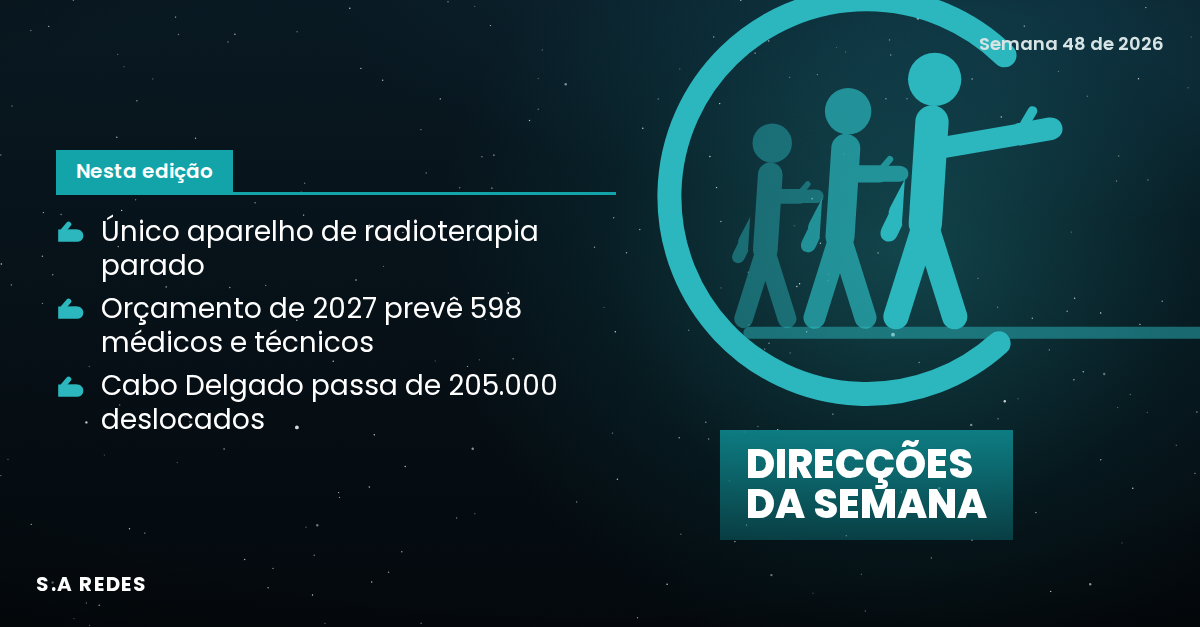 Semana 48 de 2026
Nesta edição
Único aparelho de radioterapia
parado
Orçamento de 2027 prevê 598
médicos e técnicos
Cabo Delgado passa de 205.000
deslocados
DIRECÇÕES
DA SEMANA
S.A REDES